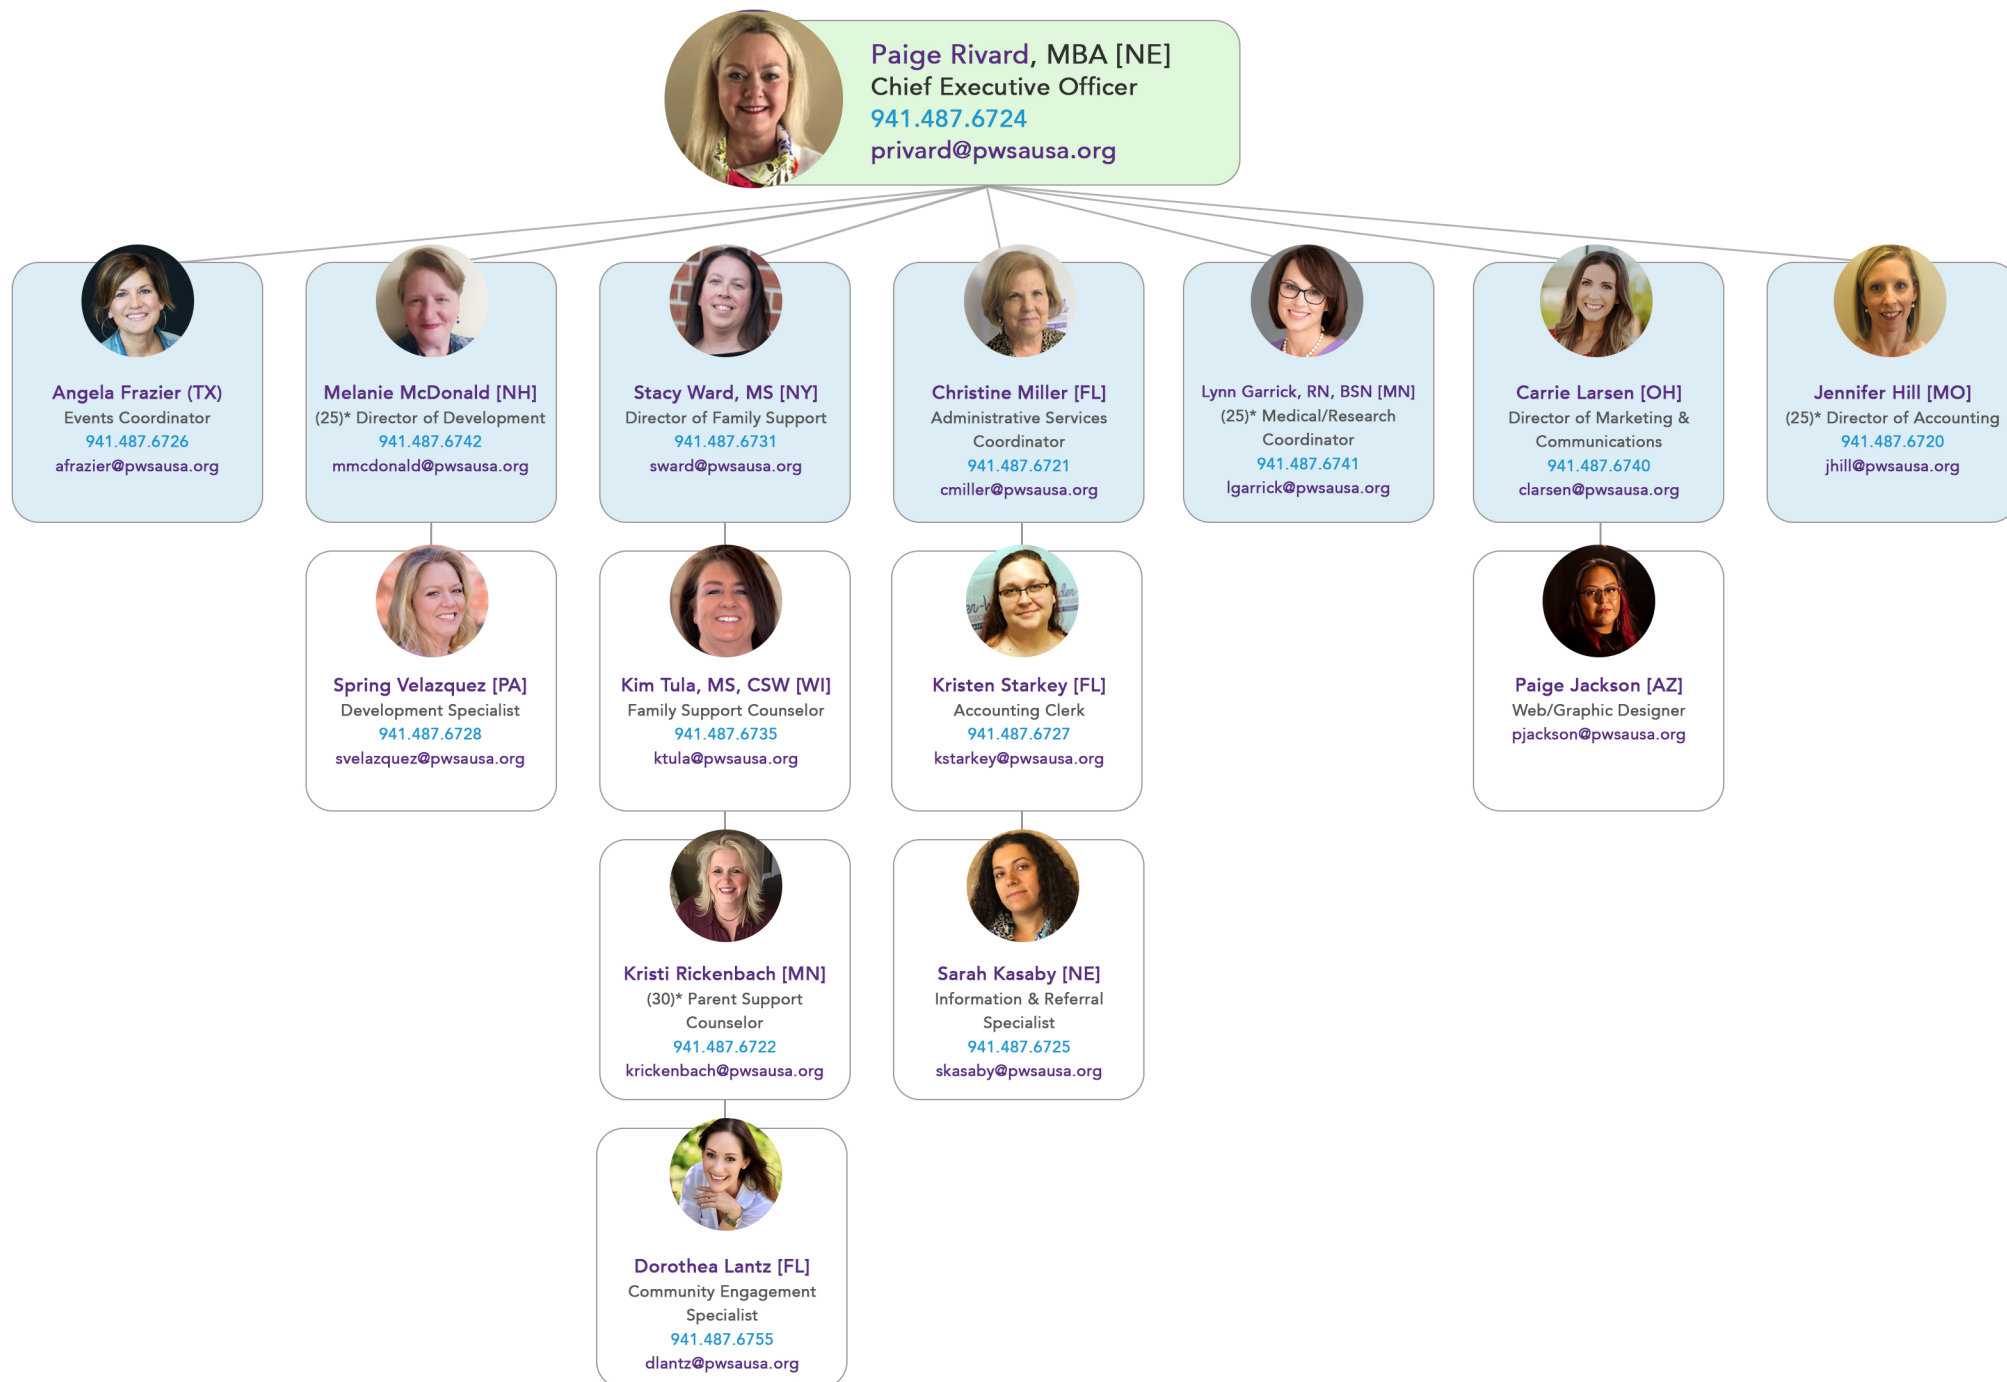 Paige Rivard, MBA [NE]
Chief Executive Officer
941.487.6724
privard@pwsausa.org
Angela Frazier (TX)
Events Coordinator
941.487.6726
afrazier@pwsausa.org
Melanie McDonald [NH]
(25)* Director of Development
941.487.6742
mmcdonald@pwsausa.org
Stacy Ward, MS [NY]
Director of Family Support
941.487.6731
sward@pwsausa.org
Christine Miller [FL]
Administrative Services
Coordinator
941.487.6721
cmiller@pwsausa.org
Lynn Garrick, RN, BSN [MN]
(25)* Medical/Research
Coordinator
941.487.6741
lgarrick@pwsausa.org
Carrie Larsen [OH]
Director of Marketing &
Communications
941.487.6740
clarsen@pwsausa.org
Jennifer Hill [MO]
(25)* Director of Accounting
941.487.6720
jhill@pwsausa.org
Spring Velazquez [PA]
Development Specialist
941.487.6728
svelazquez@pwsausa.org
Kim Tula, MS, CSW [WI]
Family Support Counselor
941.487.6735
ktula@pwsausa.org
Kristen Starkey [FL]
Accounting Clerk
941.487.6727
kstarkey@pwsausa.org
Paige Jackson [AZ]
Web/Graphic Designer
pjackson@pwsausa.org
Kristi Rickenbach [MN]
(30)* Parent Support
Counselor
941.487.6722
krickenbach@pwsausa.org
Sarah Kasaby [NE]
Information & Referral
Specialist
941.487.6725
skasaby@pwsausa.org
Dorothea Lantz [FL]
Community Engagement
Specialist
941.487.6755
dlantz@pwsausa.org